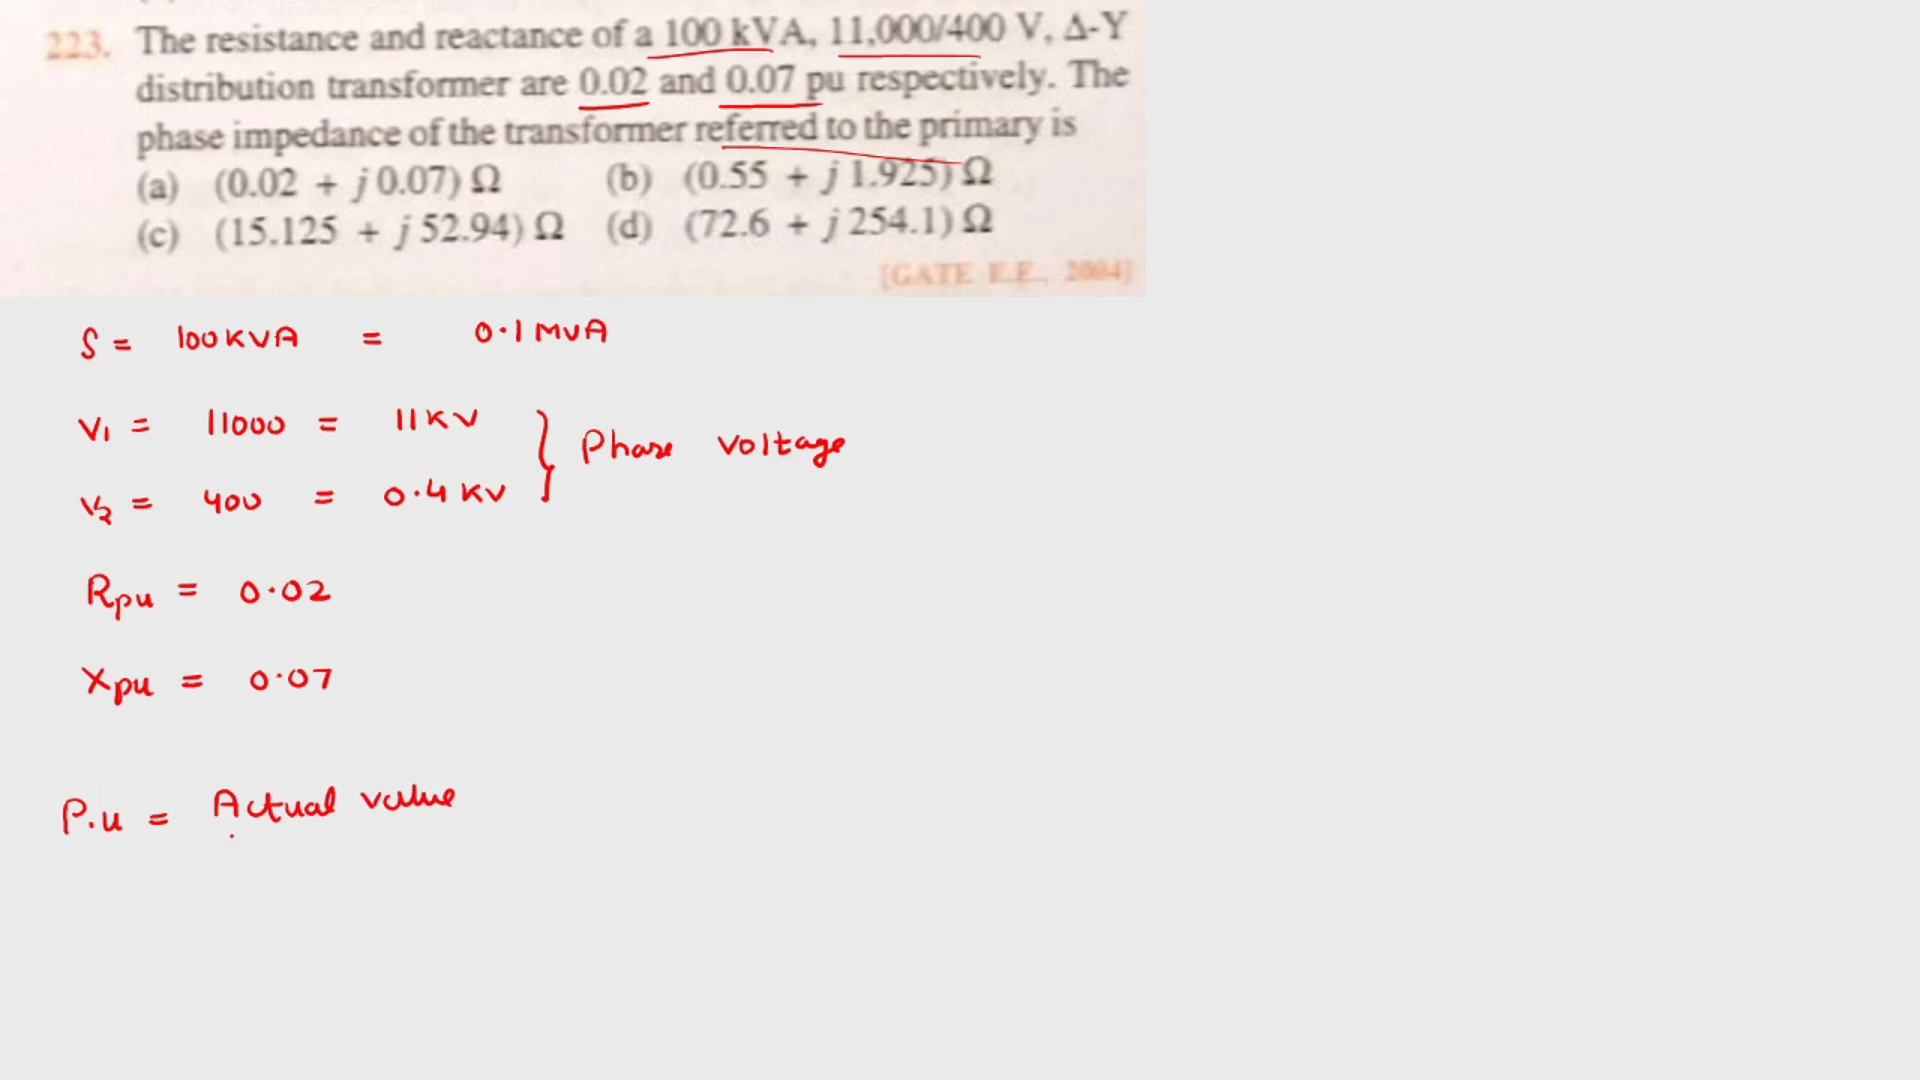 223. The resistance and reactance of a 100 kVA, 11,000/400 V, Δ-Y
distribution transformer are 0.02 and 0.07 pu respectively. The
phase impedance of the transformer referred to the primary is
(a) (0.02 + j 0.07) Ω (b) (0.55 + j 1.925) Ω
(c) (15.125 + j 52.94) Ω (d) (72.6 + j 254.1) Ω
[GATE E.E., 2004]
S = 100 KVA = 0.1 MVA
V1 = 11000 = 11 KV
V2 = 400 = 0.4 KV
} Phase voltage
Rpu = 0.02
Xpu = 0.07
P.u = Actual value